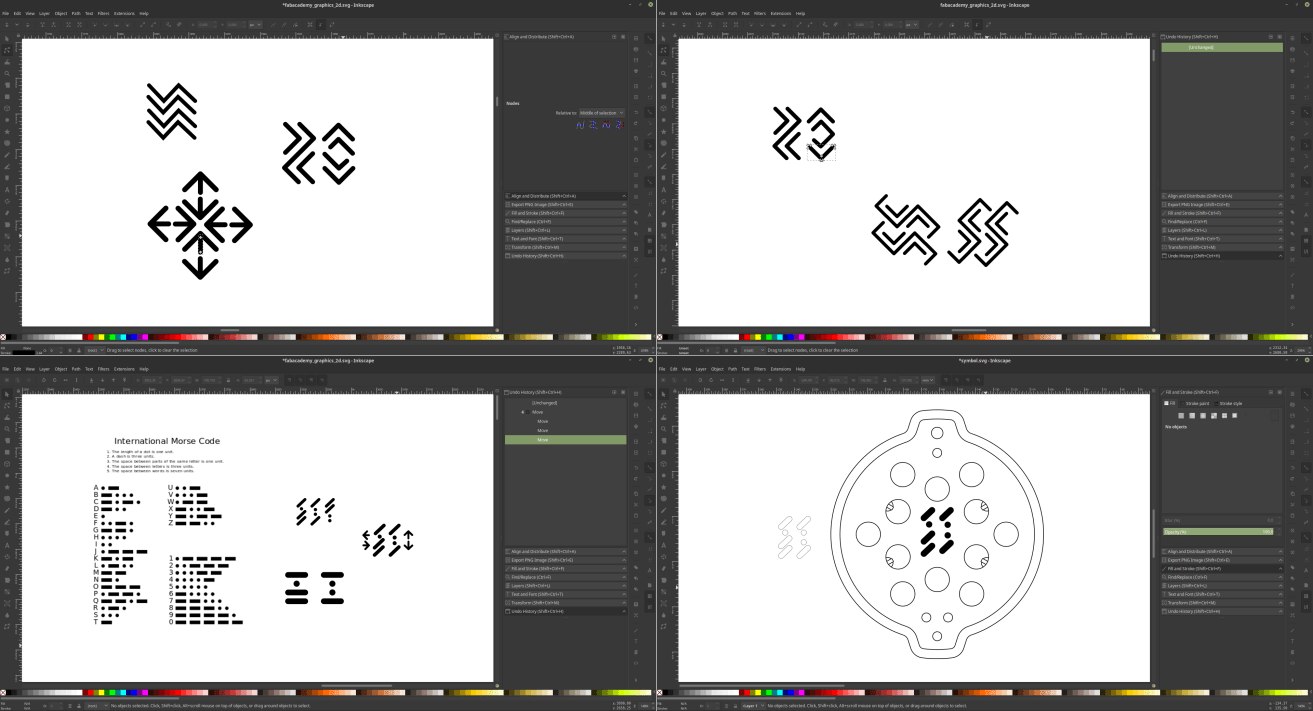 *fabacademy_graphics_2d.svg - Inkscape
File Edit View Layer Object Path Text Filters Extensions Help
Align and Distribute (Shift+Ctrl+A)
Nodes
Relative to: Middle of selection
Align and Distribute (Shift+Ctrl+A)
Export PNG Image (Shift+Ctrl+E)
Fill and Stroke (Shift+Ctrl+F)
Find/Replace (Ctrl+F)
Layers (Shift+Ctrl+L)
Text and Font (Shift+Ctrl+T)
Transform (Shift+Ctrl+M)
Undo History (Shift+Ctrl+H)
Drag to select nodes, click to clear the selection
fabacademy_graphics_2d.svg - Inkscape
File Edit View Layer Object Path Text Filters Extensions Help
Undo History (Shift+Ctrl+H)
[Unchanged]
Align and Distribute (Shift+Ctrl+A)
Export PNG Image (Shift+Ctrl+E)
Fill and Stroke (Shift+Ctrl+F)
Find/Replace (Ctrl+F)
Layers (Shift+Ctrl+L)
Text and Font (Shift+Ctrl+T)
Transform (Shift+Ctrl+M)
Undo History (Shift+Ctrl+H)
Drag to select nodes, click to clear the selection
*fabacademy_graphics_2d.svg - Inkscape
File Edit View Layer Object Path Text Filters Extensions Help
Undo History (Shift+Ctrl+H)
[Unchanged]
Move
Move
Move
Move
International Morse Code
1. The length of a dot is one unit.
2. A dash is three units.
3. The space between parts of the same letter is one unit.
4. The space between letters is three units.
5. The space between words is seven units.
A U
B V
C W
D X
E Y
F Z
G
H
I
J
K 1
L 2
M 3
N 4
O 5
P 6
Q 7
R 8
S 9
T 0
Align and Distribute (Shift+Ctrl+A)
Export PNG Image (Shift+Ctrl+E)
Fill and Stroke (Shift+Ctrl+F)
Find/Replace (Ctrl+F)
Layers (Shift+Ctrl+L)
Text and Font (Shift+Ctrl+T)
Transform (Shift+Ctrl+M)
Undo History (Shift+Ctrl+H)
No objects selected. Click, Shift+click, Alt+scroll mouse on top of objects, or drag around objects to select.
*symbol.svg - Inkscape
File Edit View Layer Object Path Text Filters Extensions Help
Fill and Stroke (Shift+Ctrl+F)
Fill Stroke paint Stroke style
No objects
Opacity (%)
Align and Distribute (Shift+Ctrl+A)
Export PNG Image (Shift+Ctrl+E)
Fill and Stroke (Shift+Ctrl+F)
Find/Replace (Ctrl+F)
Layers (Shift+Ctrl+L)
Text and Font (Shift+Ctrl+T)
Transform (Shift+Ctrl+M)
Undo History (Shift+Ctrl+H)
No objects selected. Click, Shift+click, Alt+scroll mouse on top of objects, or drag around objects to select.